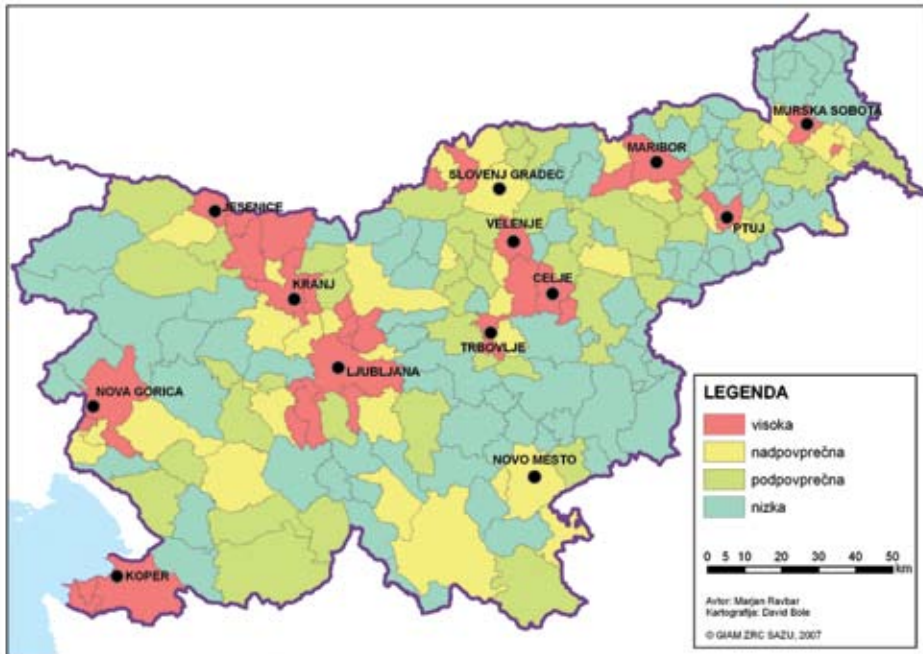 MURSKA SOBOTA
MARIBOR
SLOVENJ GRADEC
JESENICE
PTUJ
VELENJE
CELJE
KRANJ
TRBOVLJE
LJUBLJANA
NOVA GORICA
NOVO MESTO
KOPER
LEGENDA
visoka
nadpovprečna
podpovprečna
nizka
0 5 10 20 30 40 50
km
Avtor: Marjan Ravbar
Kartografija: David Bole
© GIAM ZRC SAZU, 2007